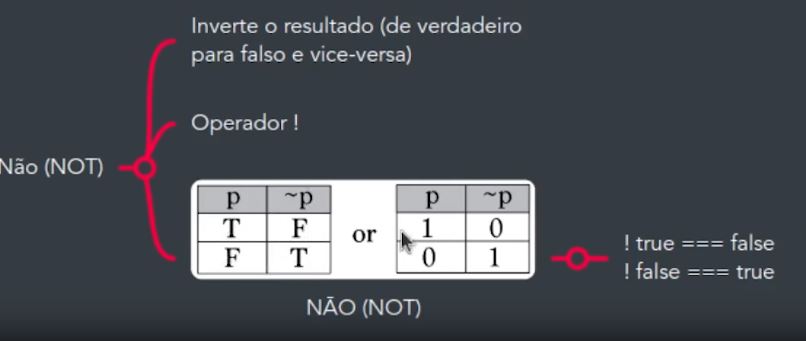 Inverte o resultado (de verdadeiro
para falso e vice-versa)
Operador !
Não (NOT)
p ~p
T F
F T
or
p ~p
1 0
0 1
! true === false
! false === true
NÃO (NOT)